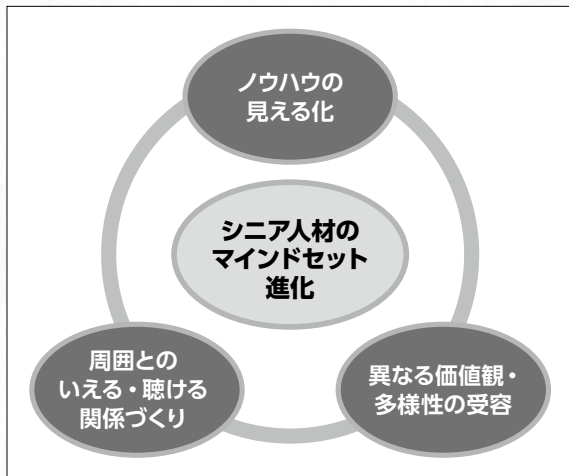 ノウハウの
見える化
シニア人材の
マインドセット
進化
周囲との
いえる・聴ける
関係づくり
異なる価値観・
多様性の受容